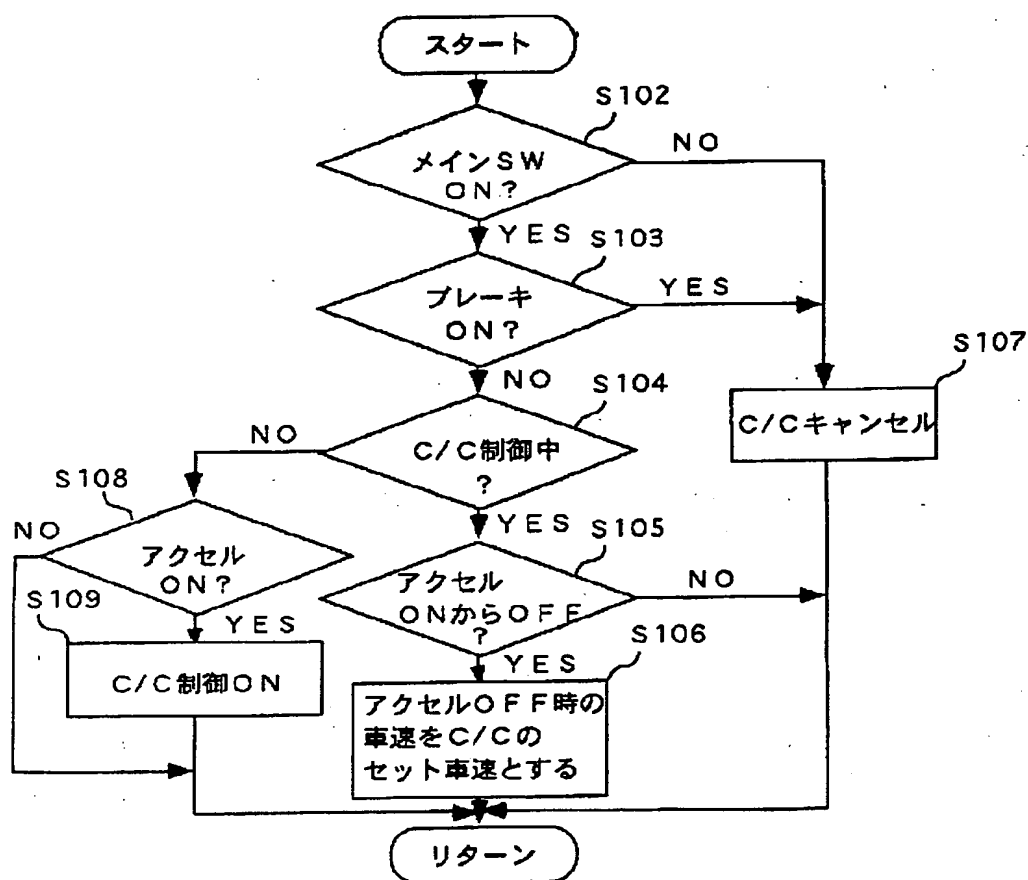 スタート
S102
メインSW
ON?
NO
YES
S103
ブレーキ
ON?
YES
NO
S104
C/C制御中
?
NO
YES
S107
C/Cキャンセル
S108
アクセル
ON?
NO
YES
S105
アクセル
ONからOFF
?
NO
YES
S109
C/C制御ON
S106
アクセルOFF時の
車速をC/Cの
セット車速とする
リターン